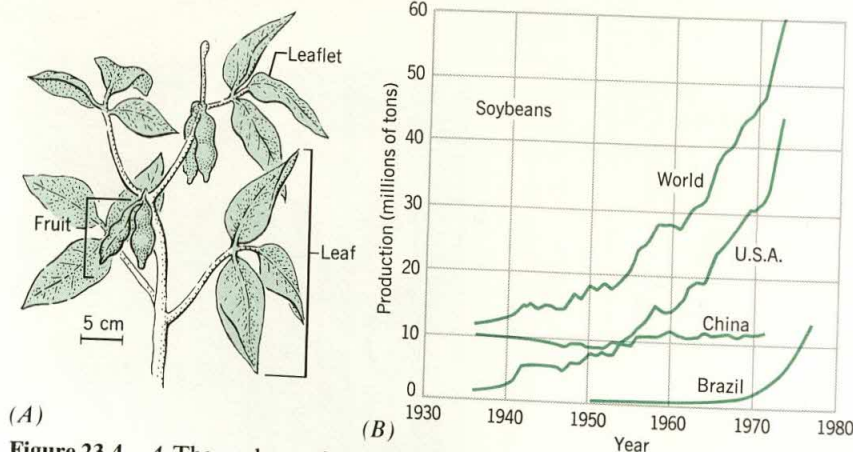 Leaflet
Fruit
Leaf
5 cm
(A)
Production (millions of tons)
60
50
40
30
20
10
0
Soybeans
World
U.S.A.
China
Brazil
1930
1940
1950
1960
1970
1980
Year
(B)
Figure 23.4